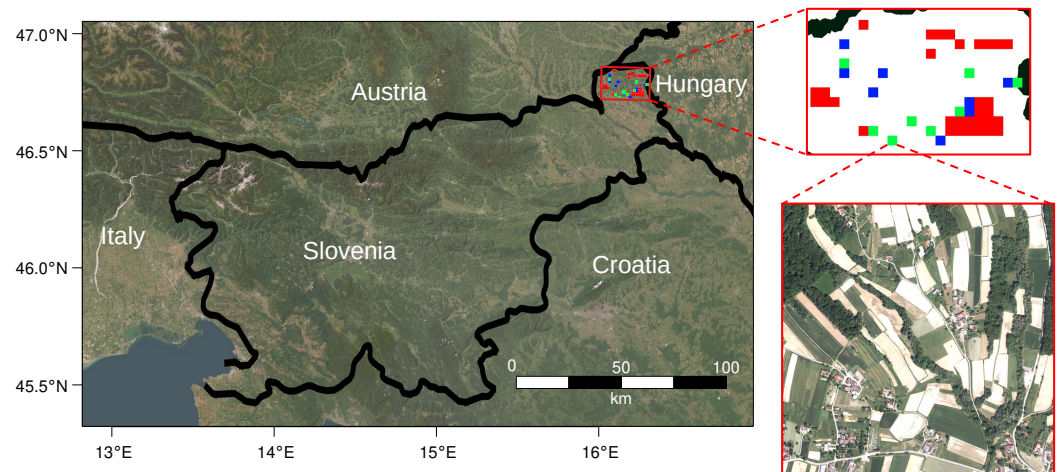 47.0°N
46.5°N
46.0°N
45.5°N
Austria
Hungary
Italy
Slovenia
Croatia
0 50 100
km
13°E 14°E 15°E 16°E